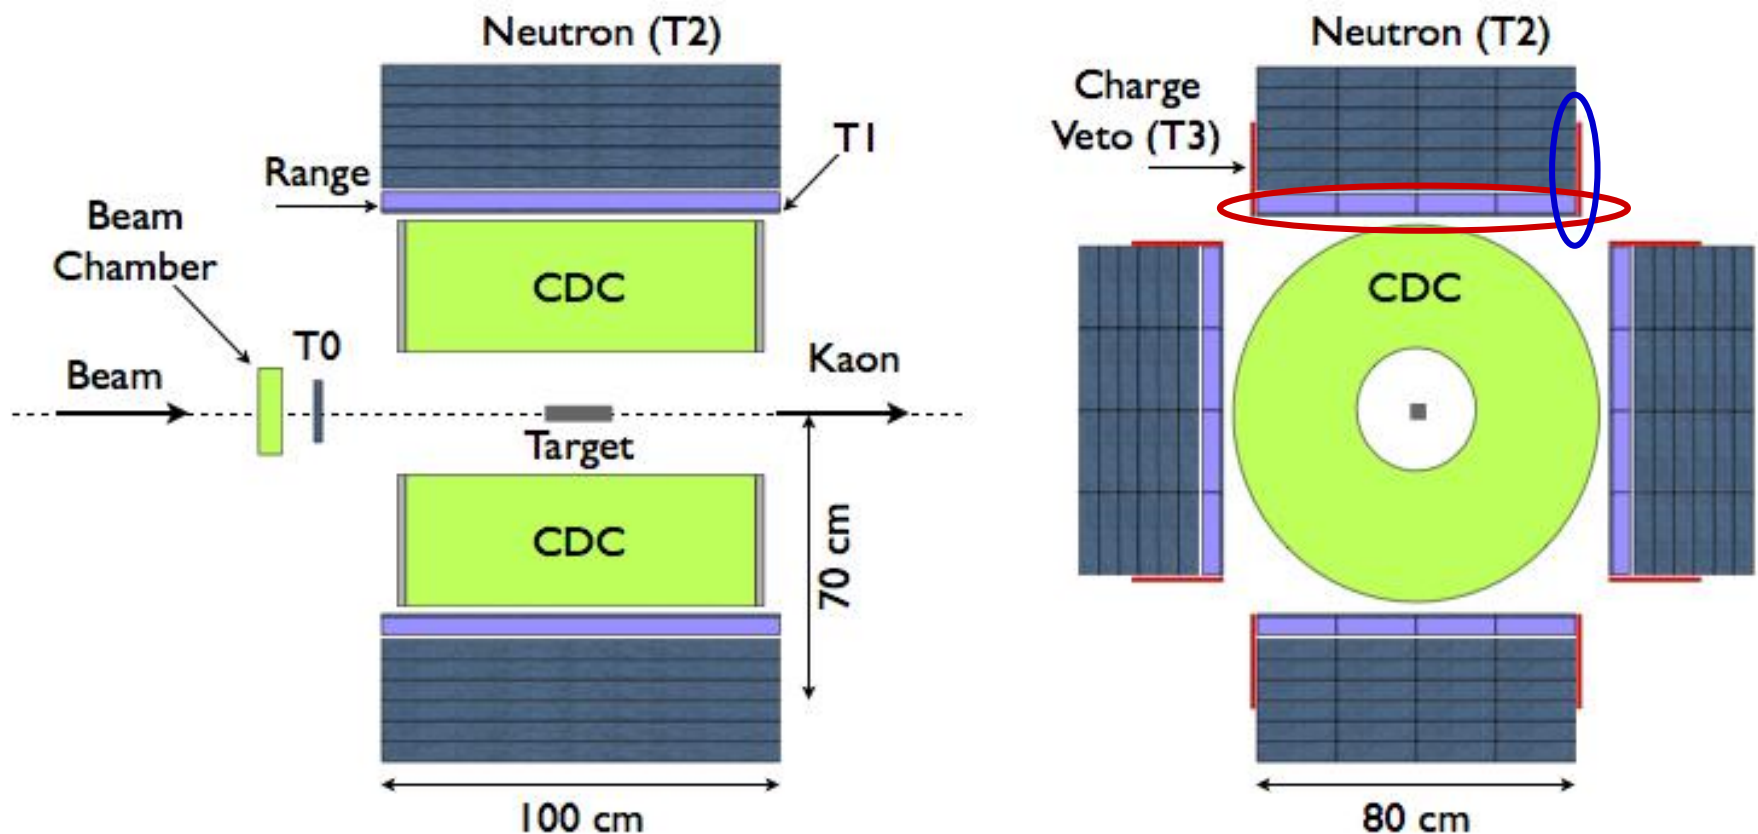 Neutron (T2)
T1
Range
Beam
Chamber
CDC
T0
Beam
Kaon
Target
CDC
70 cm
100 cm
Neutron (T2)
Charge
Veto (T3)
CDC
80 cm